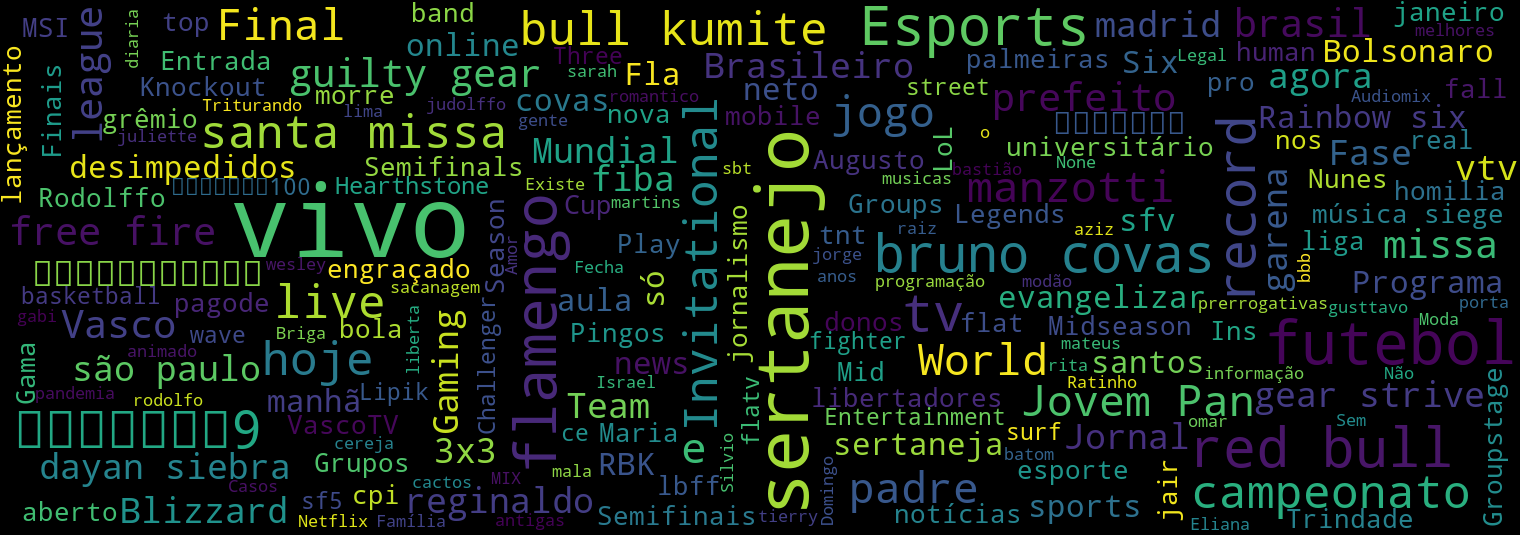 MSI
top
Final
band
bull kumite
Esports
madrid
brasil
janeiro
melhores
lançamento
Finais
league
diaria
Entrada
online
Three
Fla
Brasileiro
palmeiras
Six
Legal
human
Bolsonaro
Knockout
guilty gear
sarah
covas
romantico
neto
street
prefeito
pro
agora
Audiomix
fall
grêmio
Triturando
morre
lima
judolffo
gente
nova
mobile
jogo
Rainbow six
juliette
santa missa
Mundial
Invitational
sertanejo
o
LoL
universitário
record
nos
Fase
real
desimpedidos
Semifinals
fiba
sbt
Augusto
musicas
bastião
None
manzotti
garena
Nunes
homilia
vtv
Rodolffo
100
Hearthstone
Existe
Cup
martins
Groups
Legends
aziz
sfv
música siege
free fire
vivo
Season
Amor
flamengo
Play
jornalismo
tnt
raiz
jorge
bruno covas
liga
missa
wesley
engraçado
Fecha
só
anos
programação
modão
bbb
Programa
basketball
pagode
saçanagem
live
aula
evangelizar
prerrogativas
gusttavo
porta
gabi
Vasco
wave
Briga
bola
liberta
Gaming
Challenger
Pingos
donos
tv
flat
Midseason
Ins
Moda
futebol
Gama
animado
hoje
news
fighter
mateus
são paulo
Lipik
Israel
Mid
World
rita
santos
informação
Não
pandemia
rodolfo
manhã
Team
flatv
libertadores
Ratinho
Jovem Pan
gear strive
Groupstage
9
VascoTV
cereja
3x3
ce
Maria
Entertainment
surf
omar
Sem
dayan siebra
Grupos
mala
RBK
Silvio
sertaneja
batom
Jornal
red bull
Casos
cactos
MIX
lbff
padre
esporte
jair
campeonato
aberto
Blizzard
sf5
cpi
reginaldo
Semifinais
Domingo
notícias
sports
Trindade
Netflix
Família
antigas
tierry
Eliana
e